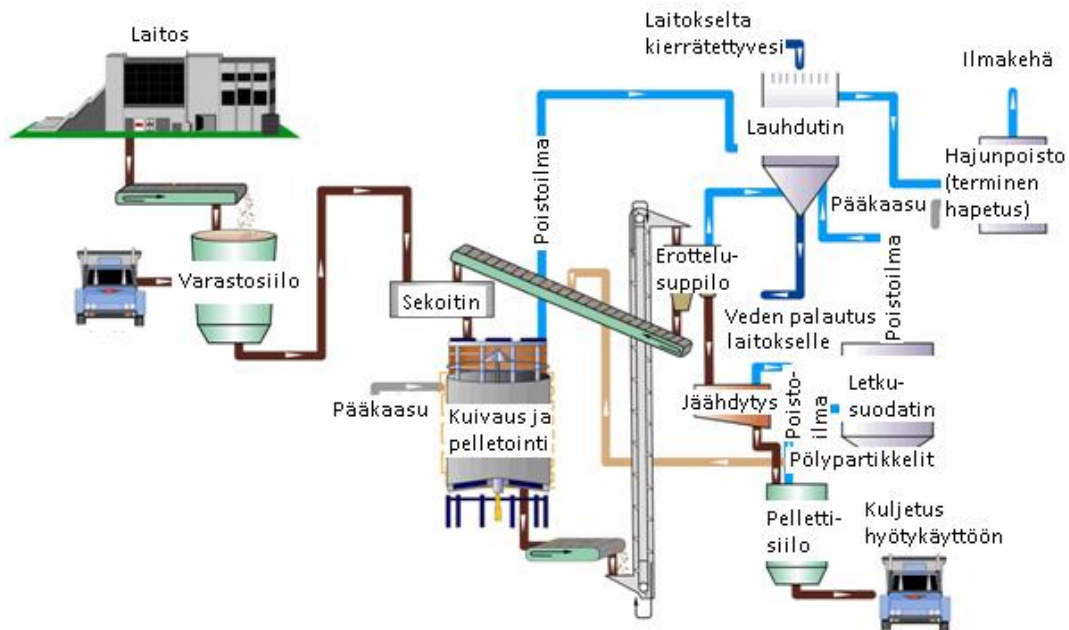 Laitos
Laitokselta
kierrätettyvesi
Ilmakehä
Lauhdutin
Hajunpoisto
(terminen
hapetus)
Pääkaasu
Poistoilma
Varastosiilo
Sekoitin
Erottelu-
suppilo
Veden palautus
laitokselle
Poistoilma
Pääkaasu
Kuivaus ja
pelletointi
Jäähdytys
Poisto-
ilma
Letku-
suodatin
Pölypartikkelit
Pelletti-
siilo
Kuljetus
hyötykäyttöön